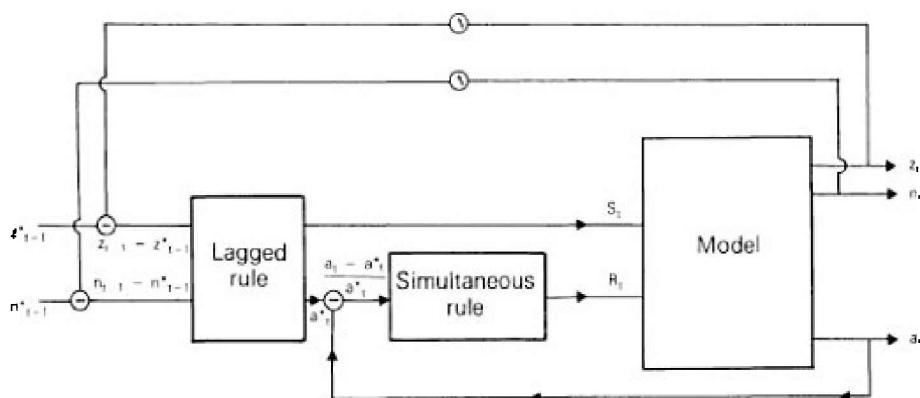 z*ₜ₋₁
zₜ₋₁ − z*ₜ₋₁
n*ₜ₋₁
nₜ₋₁ − n*ₜ₋₁
Lagged
rule
a*ₜ
aₜ − a*ₜ
a*ₜ
Simultaneous
rule
Sₜ
Rₜ
Model
zₜ
nₜ
aₜ